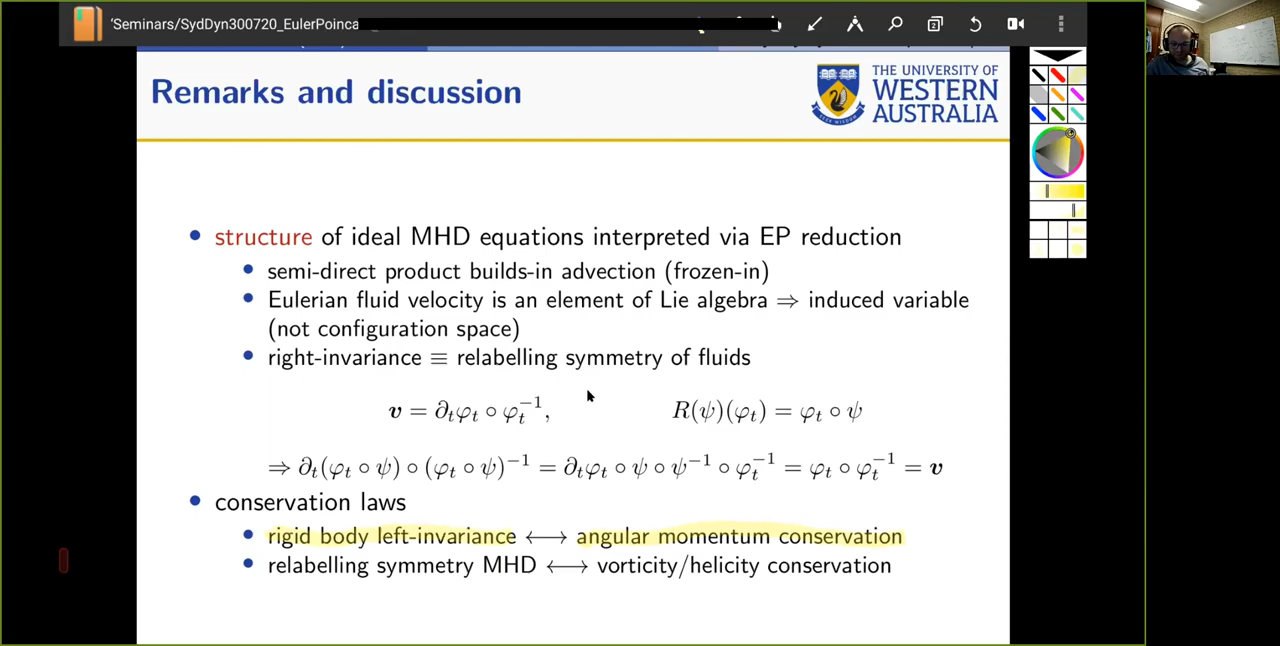 'Seminars/SydDyn300720_EulerPoinca
Remarks and discussion
THE UNIVERSITY OF
WESTERN
AUSTRALIA
• structure of ideal MHD equations interpreted via EP reduction
• semi-direct product builds-in advection (frozen-in)
• Eulerian fluid velocity is an element of Lie algebra ⇒ induced variable
(not configuration space)
• right-invariance ≡ relabelling symmetry of fluids
v = ∂ₜφₜ ∘ φₜ⁻¹, R(ψ)(φₜ) = φₜ ∘ ψ
⇒ ∂ₜ(φₜ ∘ ψ) ∘ (φₜ ∘ ψ)⁻¹ = ∂ₜφₜ ∘ ψ ∘ ψ⁻¹ ∘ φₜ⁻¹ = φₜ ∘ φₜ⁻¹ = v
• conservation laws
• rigid body left-invariance ⟷ angular momentum conservation
• relabelling symmetry MHD ⟷ vorticity/helicity conservation